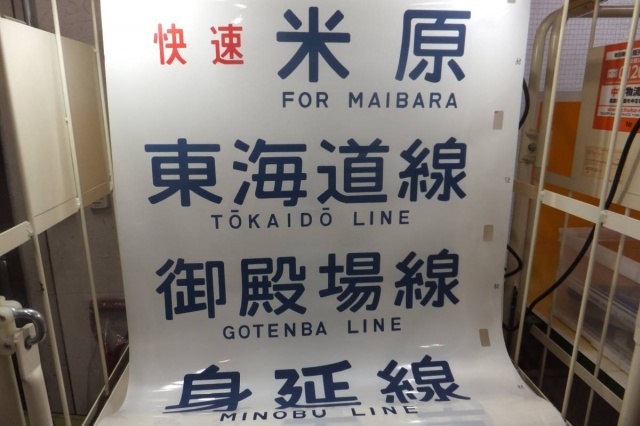 快速 米原
FOR MAIBARA
東海道線
TŌKAIDŌ LINE
御殿場線
GOTENBA LINE
身延線
MINOBU LINE